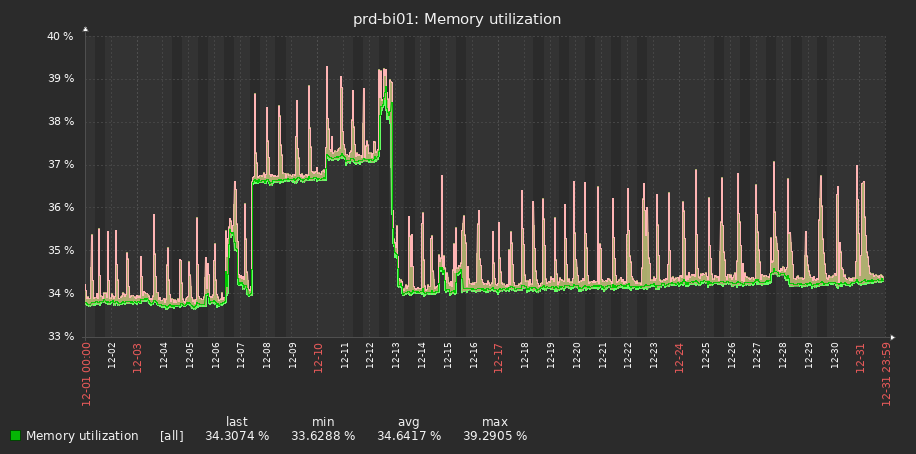 prd-bi01: Memory utilization
40 %
39 %
38 %
37 %
36 %
35 %
34 %
33 %
12-01 00:00 12-02 12-03 12-04 12-05 12-06 12-07 12-08 12-09 12-10 12-11 12-12 12-13 12-14 12-15 12-16 12-17 12-18 12-19 12-20 12-21 12-22 12-23 12-24 12-25 12-26 12-27 12-28 12-29 12-30 12-31 12-31 23:59
last min avg max
Memory utilization [all] 34.3074 % 33.6288 % 34.6417 % 39.2905 %